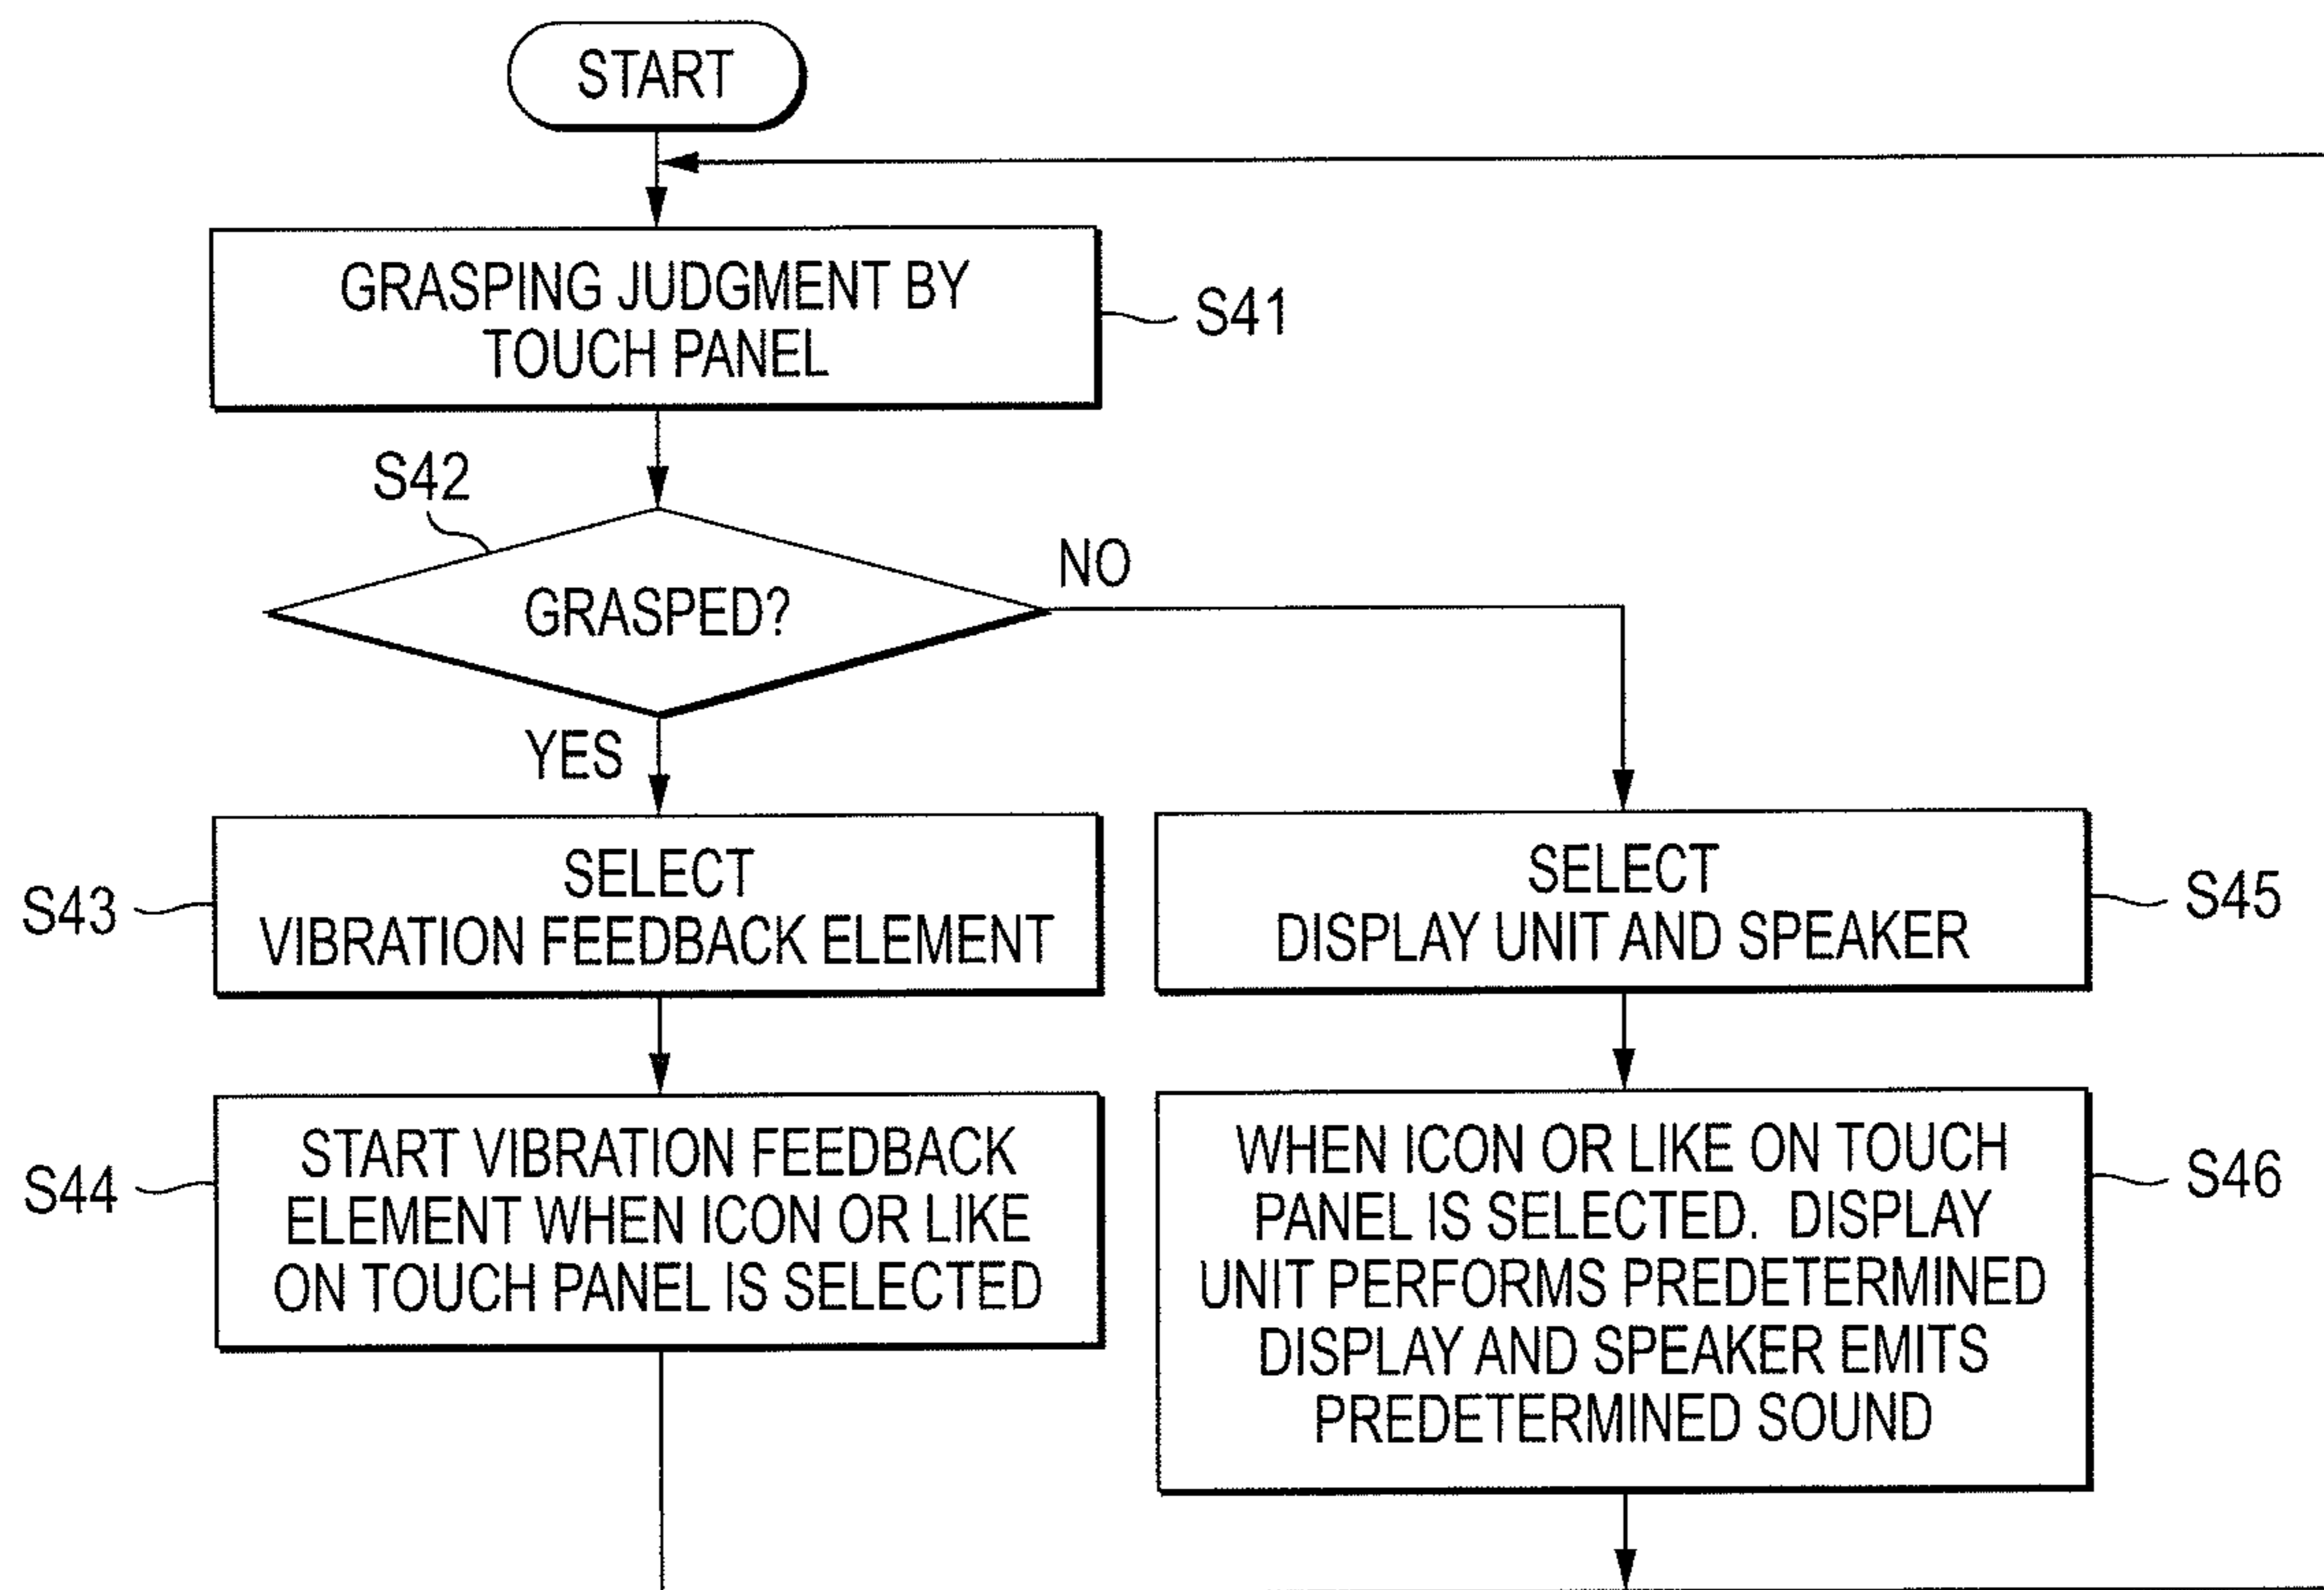 START
GRASPING JUDGMENT BY
TOUCH PANEL
S41
S42
GRASPED?
NO
YES
SELECT
VIBRATION FEEDBACK ELEMENT
S43
SELECT
DISPLAY UNIT AND SPEAKER
S45
START VIBRATION FEEDBACK
ELEMENT WHEN ICON OR LIKE
ON TOUCH PANEL IS SELECTED
S44
WHEN ICON OR LIKE ON TOUCH
PANEL IS SELECTED. DISPLAY
UNIT PERFORMS PREDETERMINED
DISPLAY AND SPEAKER EMITS
PREDETERMINED SOUND
S46